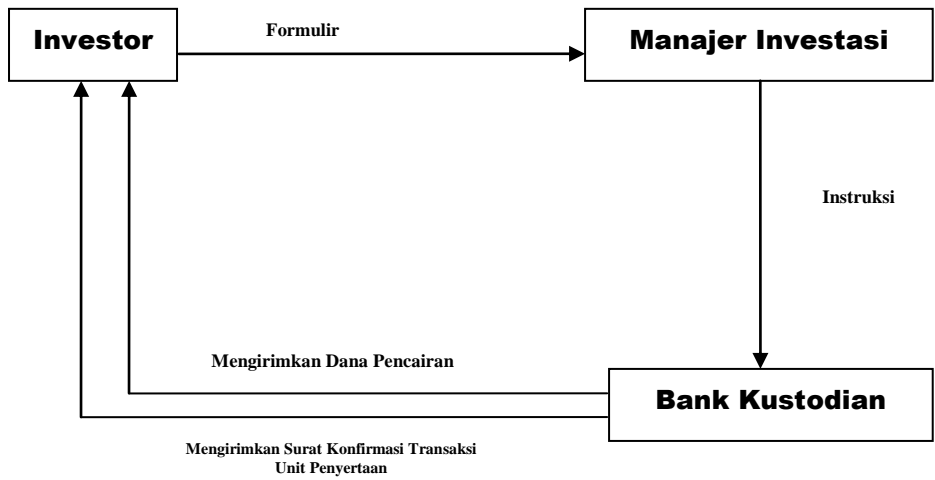 Investor
Formulir
Manajer Investasi
Instruksi
Mengirimkan Dana Pencairan
Bank Kustodian
Mengirimkan Surat Konfirmasi Transaksi
Unit Penyertaan